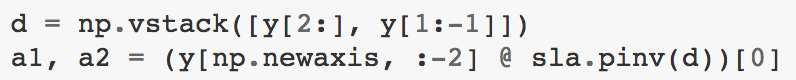 d = np.vstack([y[2:], y[1:-1]])
a1, a2 = (y[np.newaxis, :-2] @ sla.pinv(d))[0]